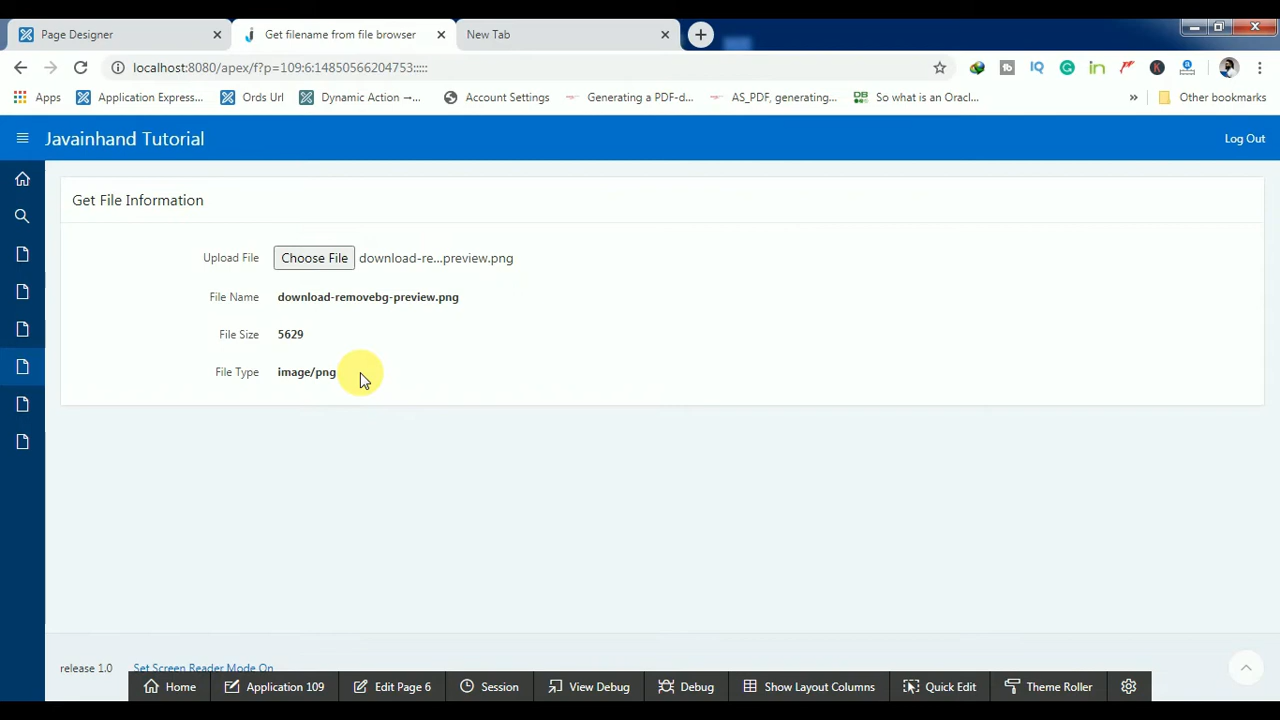 Page Designer
Get filename from file browser
New Tab
localhost:8080/apex/f?p=109:6:14850566204753:::::
Apps
Application Express...
Ords Url
Dynamic Action →...
Account Settings
Generating a PDF-d...
AS_PDF, generating...
So what is an Oracl...
»
Other bookmarks
Javainhand Tutorial
Log Out
Get File Information
Upload File Choose File download-re...preview.png
File Name download-removebg-preview.png
File Size 5629
File Type image/png
release 1.0 Set Screen Reader Mode On
Home Application 109 Edit Page 6 Session View Debug Debug Show Layout Columns Quick Edit Theme Roller